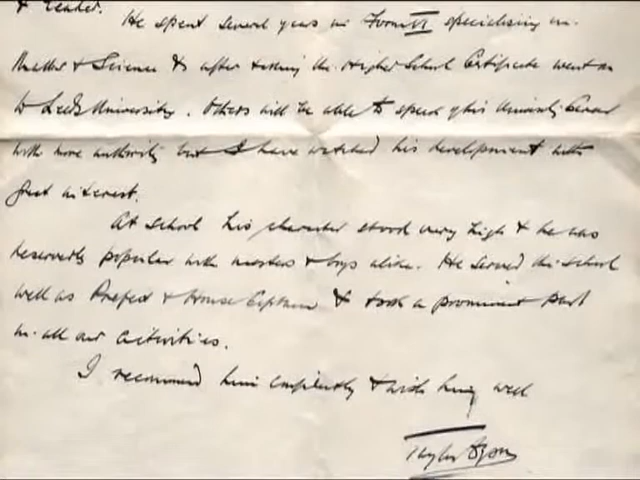 & leader.
He spent several years in Form VI specialising in
Maths & Science & after taking the Higher School Certificate went on
to Leeds University. Others will be able to speak of his University Career
with more authority but I have watched his development with
great interest.
At School his character stood very high & he was
deservedly popular with masters & boys alike. He served the school
well as Prefect & House Captain & took a prominent part
in all our activities.
I recommend him confidently & wish him well